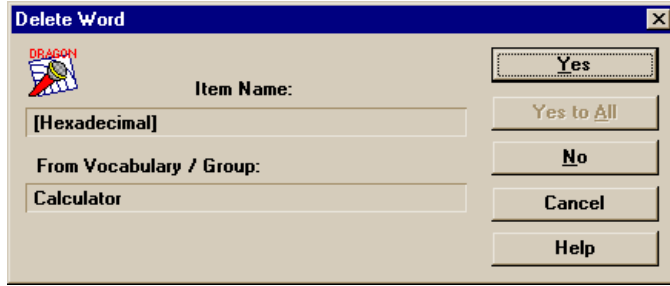 Delete Word
DRAGON
Item Name:
[Hexadecimal]
From Vocabulary / Group:
Calculator
Yes
Yes to All
No
Cancel
Help